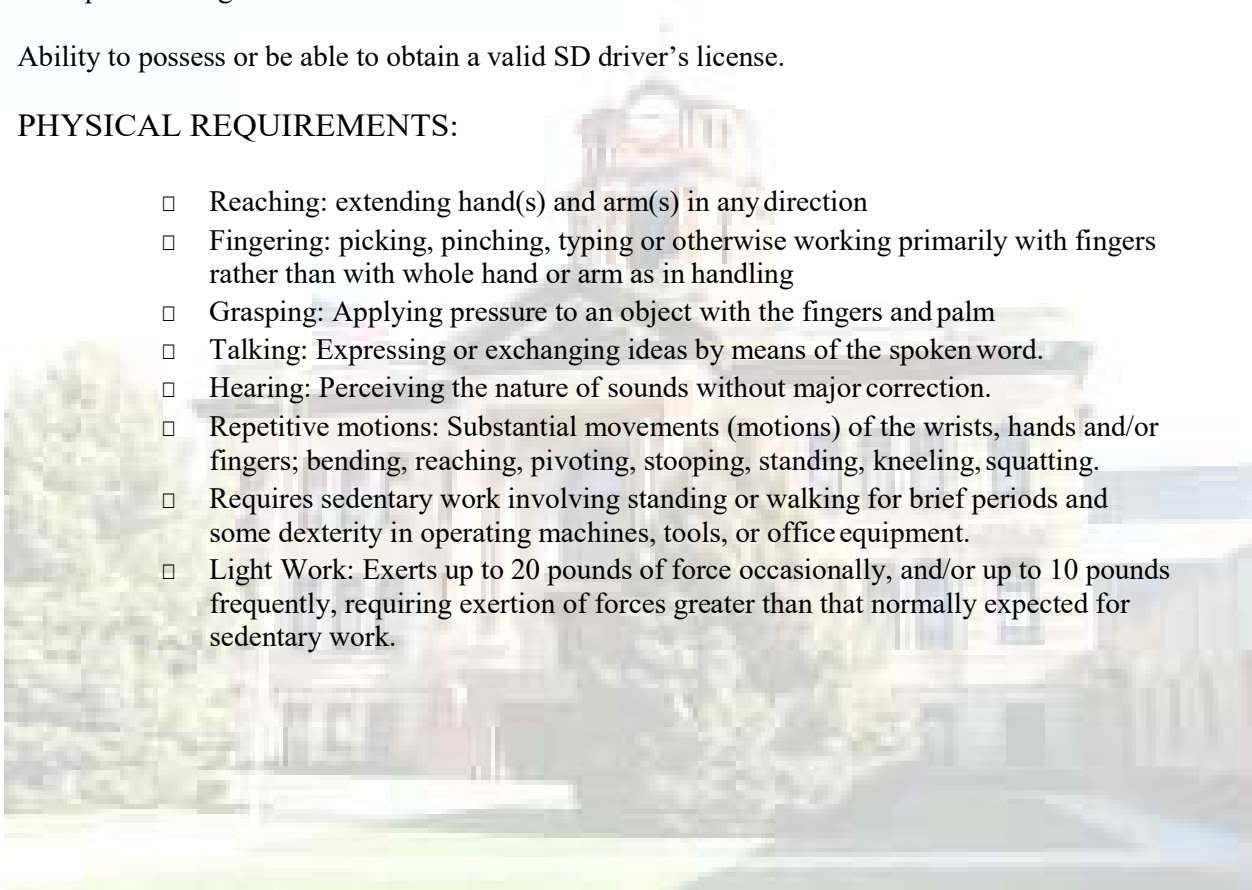 Ability to possess or be able to obtain a valid SD driver’s license.
PHYSICAL REQUIREMENTS:
▯ Reaching: extending hand(s) and arm(s) in any direction
▯ Fingering: picking, pinching, typing or otherwise working primarily with fingers
rather than with whole hand or arm as in handling
▯ Grasping: Applying pressure to an object with the fingers and palm
▯ Talking: Expressing or exchanging ideas by means of the spoken word.
▯ Hearing: Perceiving the nature of sounds without major correction.
▯ Repetitive motions: Substantial movements (motions) of the wrists, hands and/or
fingers; bending, reaching, pivoting, stooping, standing, kneeling, squatting.
▯ Requires sedentary work involving standing or walking for brief periods and
some dexterity in operating machines, tools, or office equipment.
▯ Light Work: Exerts up to 20 pounds of force occasionally, and/or up to 10 pounds
frequently, requiring exertion of forces greater than that normally expected for
sedentary work.